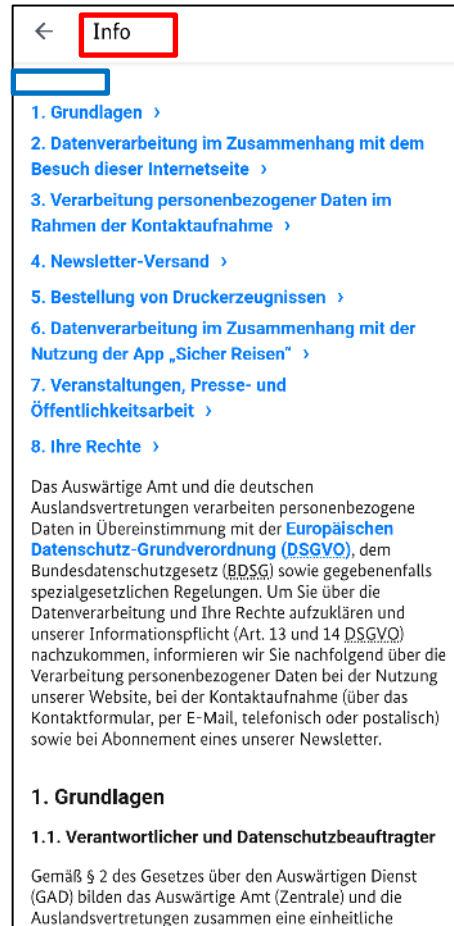 Info
1. Grundlagen ›
2. Datenverarbeitung im Zusammenhang mit dem
Besuch dieser Internetseite ›
3. Verarbeitung personenbezogener Daten im
Rahmen der Kontaktaufnahme ›
4. Newsletter-Versand ›
5. Bestellung von Druckerzeugnissen ›
6. Datenverarbeitung im Zusammenhang mit der
Nutzung der App „Sicher Reisen“ ›
7. Veranstaltungen, Presse- und
Öffentlichkeitsarbeit ›
8. Ihre Rechte ›
Das Auswärtige Amt und die deutschen
Auslandsvertretungen verarbeiten personenbezogene
Daten in Übereinstimmung mit der Europäischen
Datenschutz-Grundverordnung (DSGVO), dem
Bundesdatenschutzgesetz (BDSG) sowie gegebenenfalls
spezialgesetzlichen Regelungen. Um Sie über die
Datenverarbeitung und Ihre Rechte aufzuklären und
unserer Informationspflicht (Art. 13 und 14 DSGVO)
nachzukommen, informieren wir Sie nachfolgend über die
Verarbeitung personenbezogener Daten bei der Nutzung
unserer Website, bei der Kontaktaufnahme (über das
Kontaktformular, per E-Mail, telefonisch oder postalisch)
sowie bei Abonnement eines unserer Newsletter.
1. Grundlagen
1.1. Verantwortlicher und Datenschutzbeauftragter
Gemäß § 2 des Gesetzes über den Auswärtigen Dienst
(GAD) bilden das Auswärtige Amt (Zentrale) und die
Auslandsvertretungen zusammen eine einheitliche